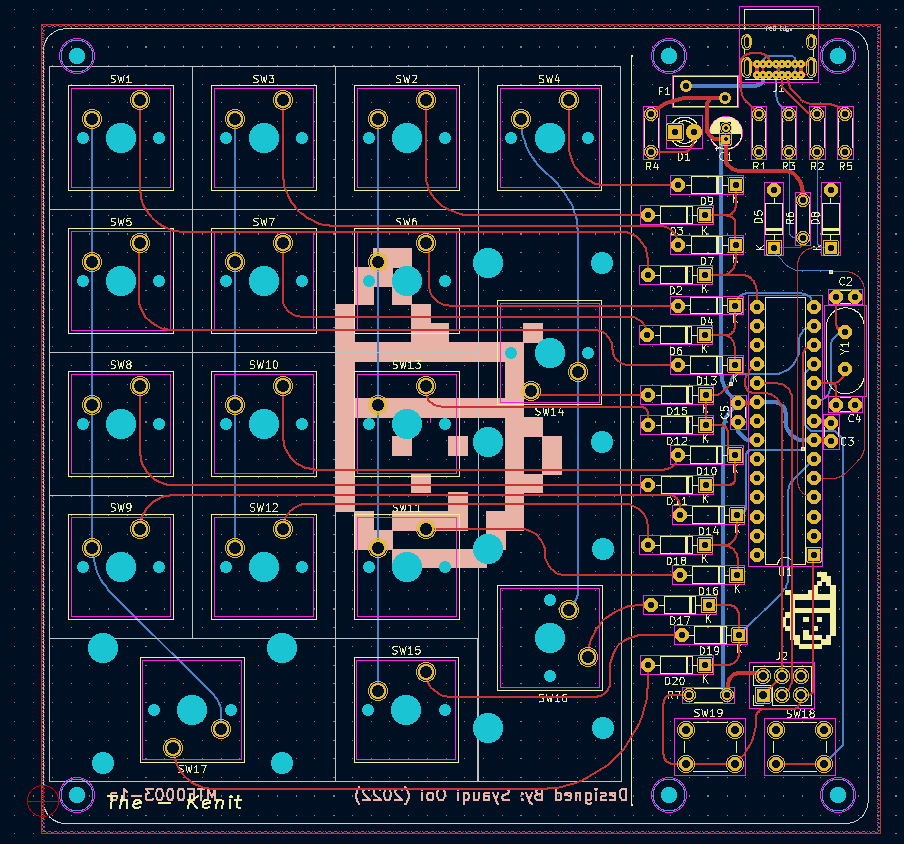 J1
F1
R4
D1
C1
R1
R3
R2
R5
SW1
SW3
SW2
SW4
D9
K
D3
K
D5
R6
D8
K
K
SW5
SW7
SW6
D7
K
C2
D2
K
D4
K
Y1
D6
K
SW8
SW10
SW13
SW14
D13
K
D15
C5
C4
K
D12
K
C3
D10
K
SW9
SW12
SW11
D11
K
D14
K
D18
K
U1
D16
K
D17
K
D19
K
J2
SW15
SW16
D20
K
R7
SW17
SW19
SW18
The - Kenit
Designed By: Syauqi Ooi (2022)